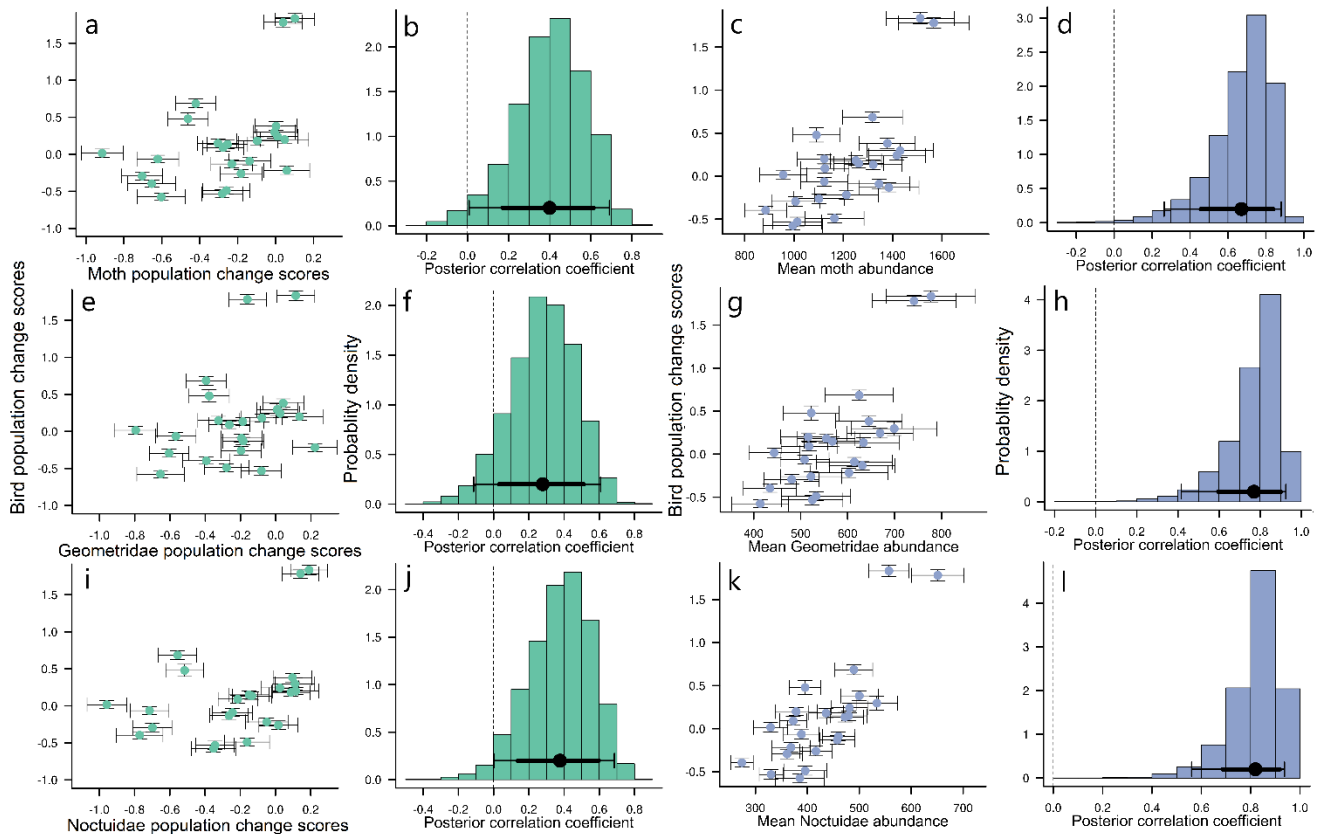 a
1.5
1.0
0.5
0.0
-0.5
-1.0
-1.0 -0.8 -0.6 -0.4 -0.2 0.0 0.2
Moth population change scores
b
2.0
1.5
1.0
0.5
0.0
-0.2 0.0 0.2 0.4 0.6 0.8
Posterior correlation coefficient
c
1.5
1.0
0.5
0.0
-0.5
800 1000 1200 1400 1600
Mean moth abundance
d
3.0
2.5
2.0
1.5
1.0
0.5
0.0
-0.2 0.0 0.2 0.4 0.6 0.8 1.0
Posterior correlation coefficient
Bird population change scores
e
1.5
1.0
0.5
0.0
-0.5
-1.0
-1.0 -0.8 -0.6 -0.4 -0.2 0.0 0.2
Geometridae population change scores
Probablity density
f
2.0
1.5
1.0
0.5
0.0
-0.4 -0.2 0.0 0.2 0.4 0.6 0.8
Posterior correlation coefficient
Bird population change scores
g
1.5
1.0
0.5
0.0
-0.5
400 500 600 700 800
Mean Geometridae abundance
Probablity density
h
4
3
2
1
0
-0.2 0.0 0.2 0.4 0.6 0.8 1.0
Posterior correlation coefficient
i
1.5
1.0
0.5
0.0
-0.5
-1.0
-1.0 -0.8 -0.6 -0.4 -0.2 0.0 0.2
Noctuidae population change scores
j
2.0
1.5
1.0
0.5
0.0
-0.4 -0.2 0.0 0.2 0.4 0.6 0.8
Posterior correlation coefficient
k
1.5
1.0
0.5
0.0
-0.5
300 400 500 600 700
Mean Noctuidae abundance
l
4
3
2
1
0
0.0 0.2 0.4 0.6 0.8 1.0
Posterior correlation coefficient